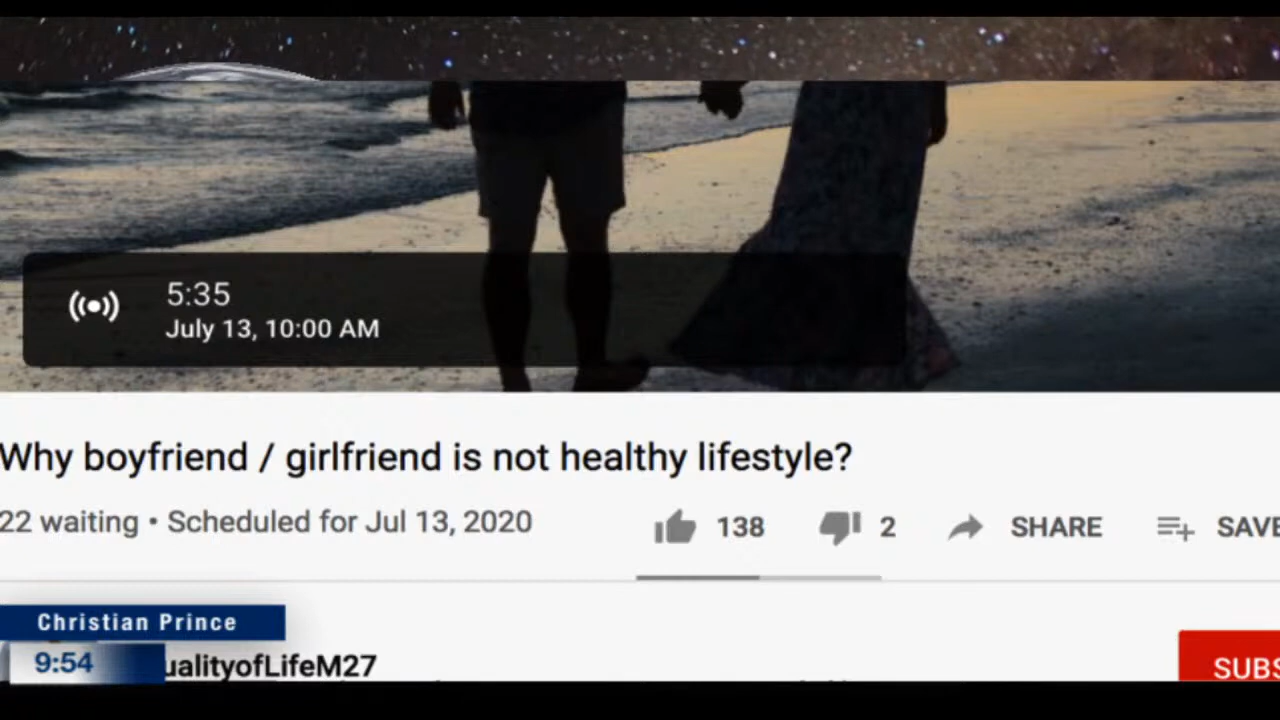 5:35
July 13, 10:00 AM
Why boyfriend / girlfriend is not healthy lifestyle?
22 waiting • Scheduled for Jul 13, 2020
138
2
SHARE
SAVE
Christian Prince
9:54
ualityofLifeM27
SUBS